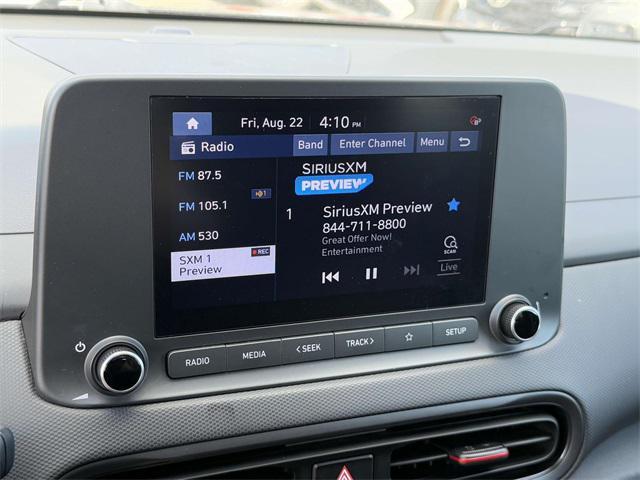 Fri, Aug. 22 4:10 PM
Radio Band Enter Channel Menu
FM 87.5
FM 105.1
AM 530
SXM 1 REC
Preview
SIRIUSXM
PREVIEW
1 SiriusXM Preview
844-711-8800
Great Offer Now!
Entertainment
SCAN
Live
RADIO MEDIA < SEEK TRACK > SETUP